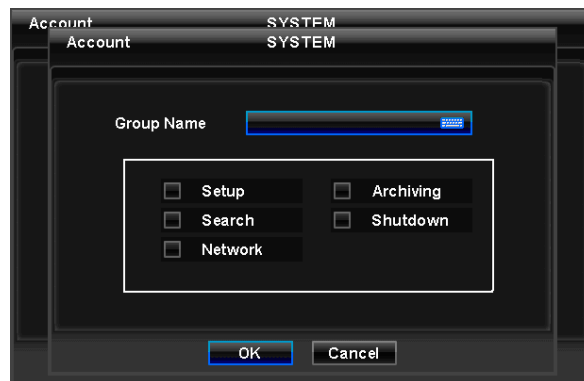 Account SYSTEM
Account SYSTEM
Group Name
Setup Archiving
Search Shutdown
Network
OK Cancel